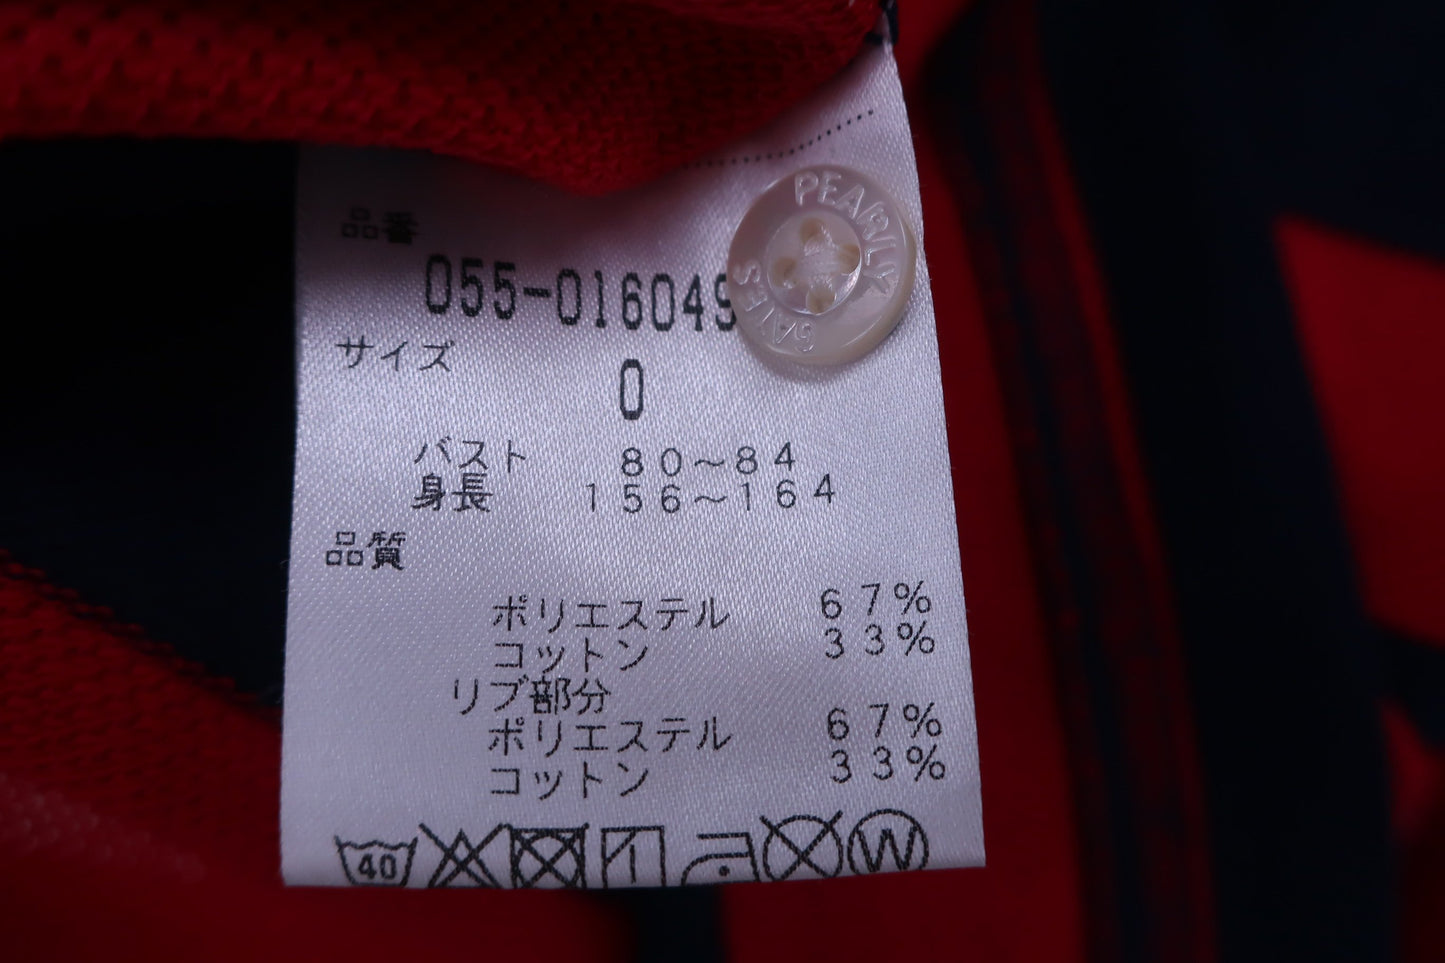 PEARLY
GATES
品番
055-016049
サイズ
0
バスト 80～84
身長 156～164
品質
ポリエステル 67%
コットン 33%
リブ部分
ポリエステル 67%
コットン 33%
40
W